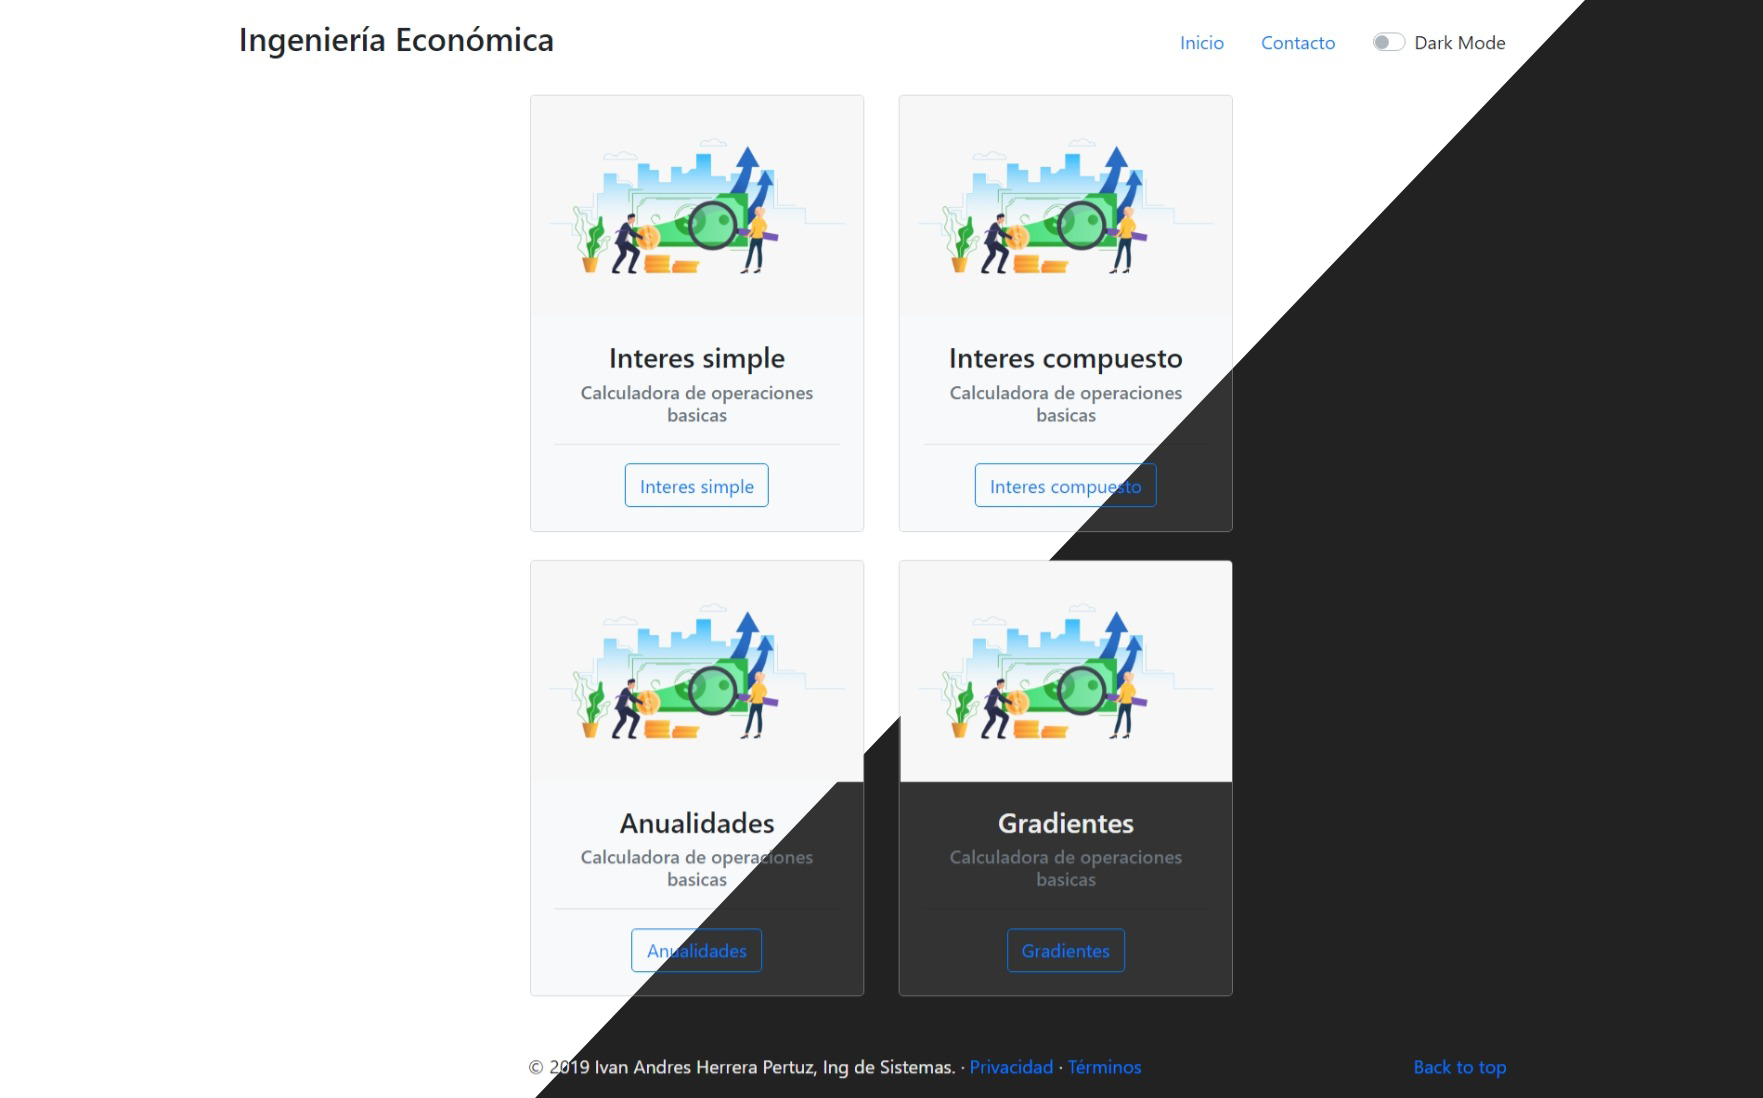 Ingeniería Económica
Inicio
Contacto
Dark Mode
Interes simple
Calculadora de operaciones
basicas
Interes simple
Interes compuesto
Calculadora de operaciones
basicas
Interes compuesto
Anualidades
Calculadora de operaciones
basicas
Anualidades
Gradientes
Calculadora de operaciones
basicas
Gradientes
© 2019 Ivan Andres Herrera Pertuz, Ing de Sistemas. · Privacidad · Términos
Back to top